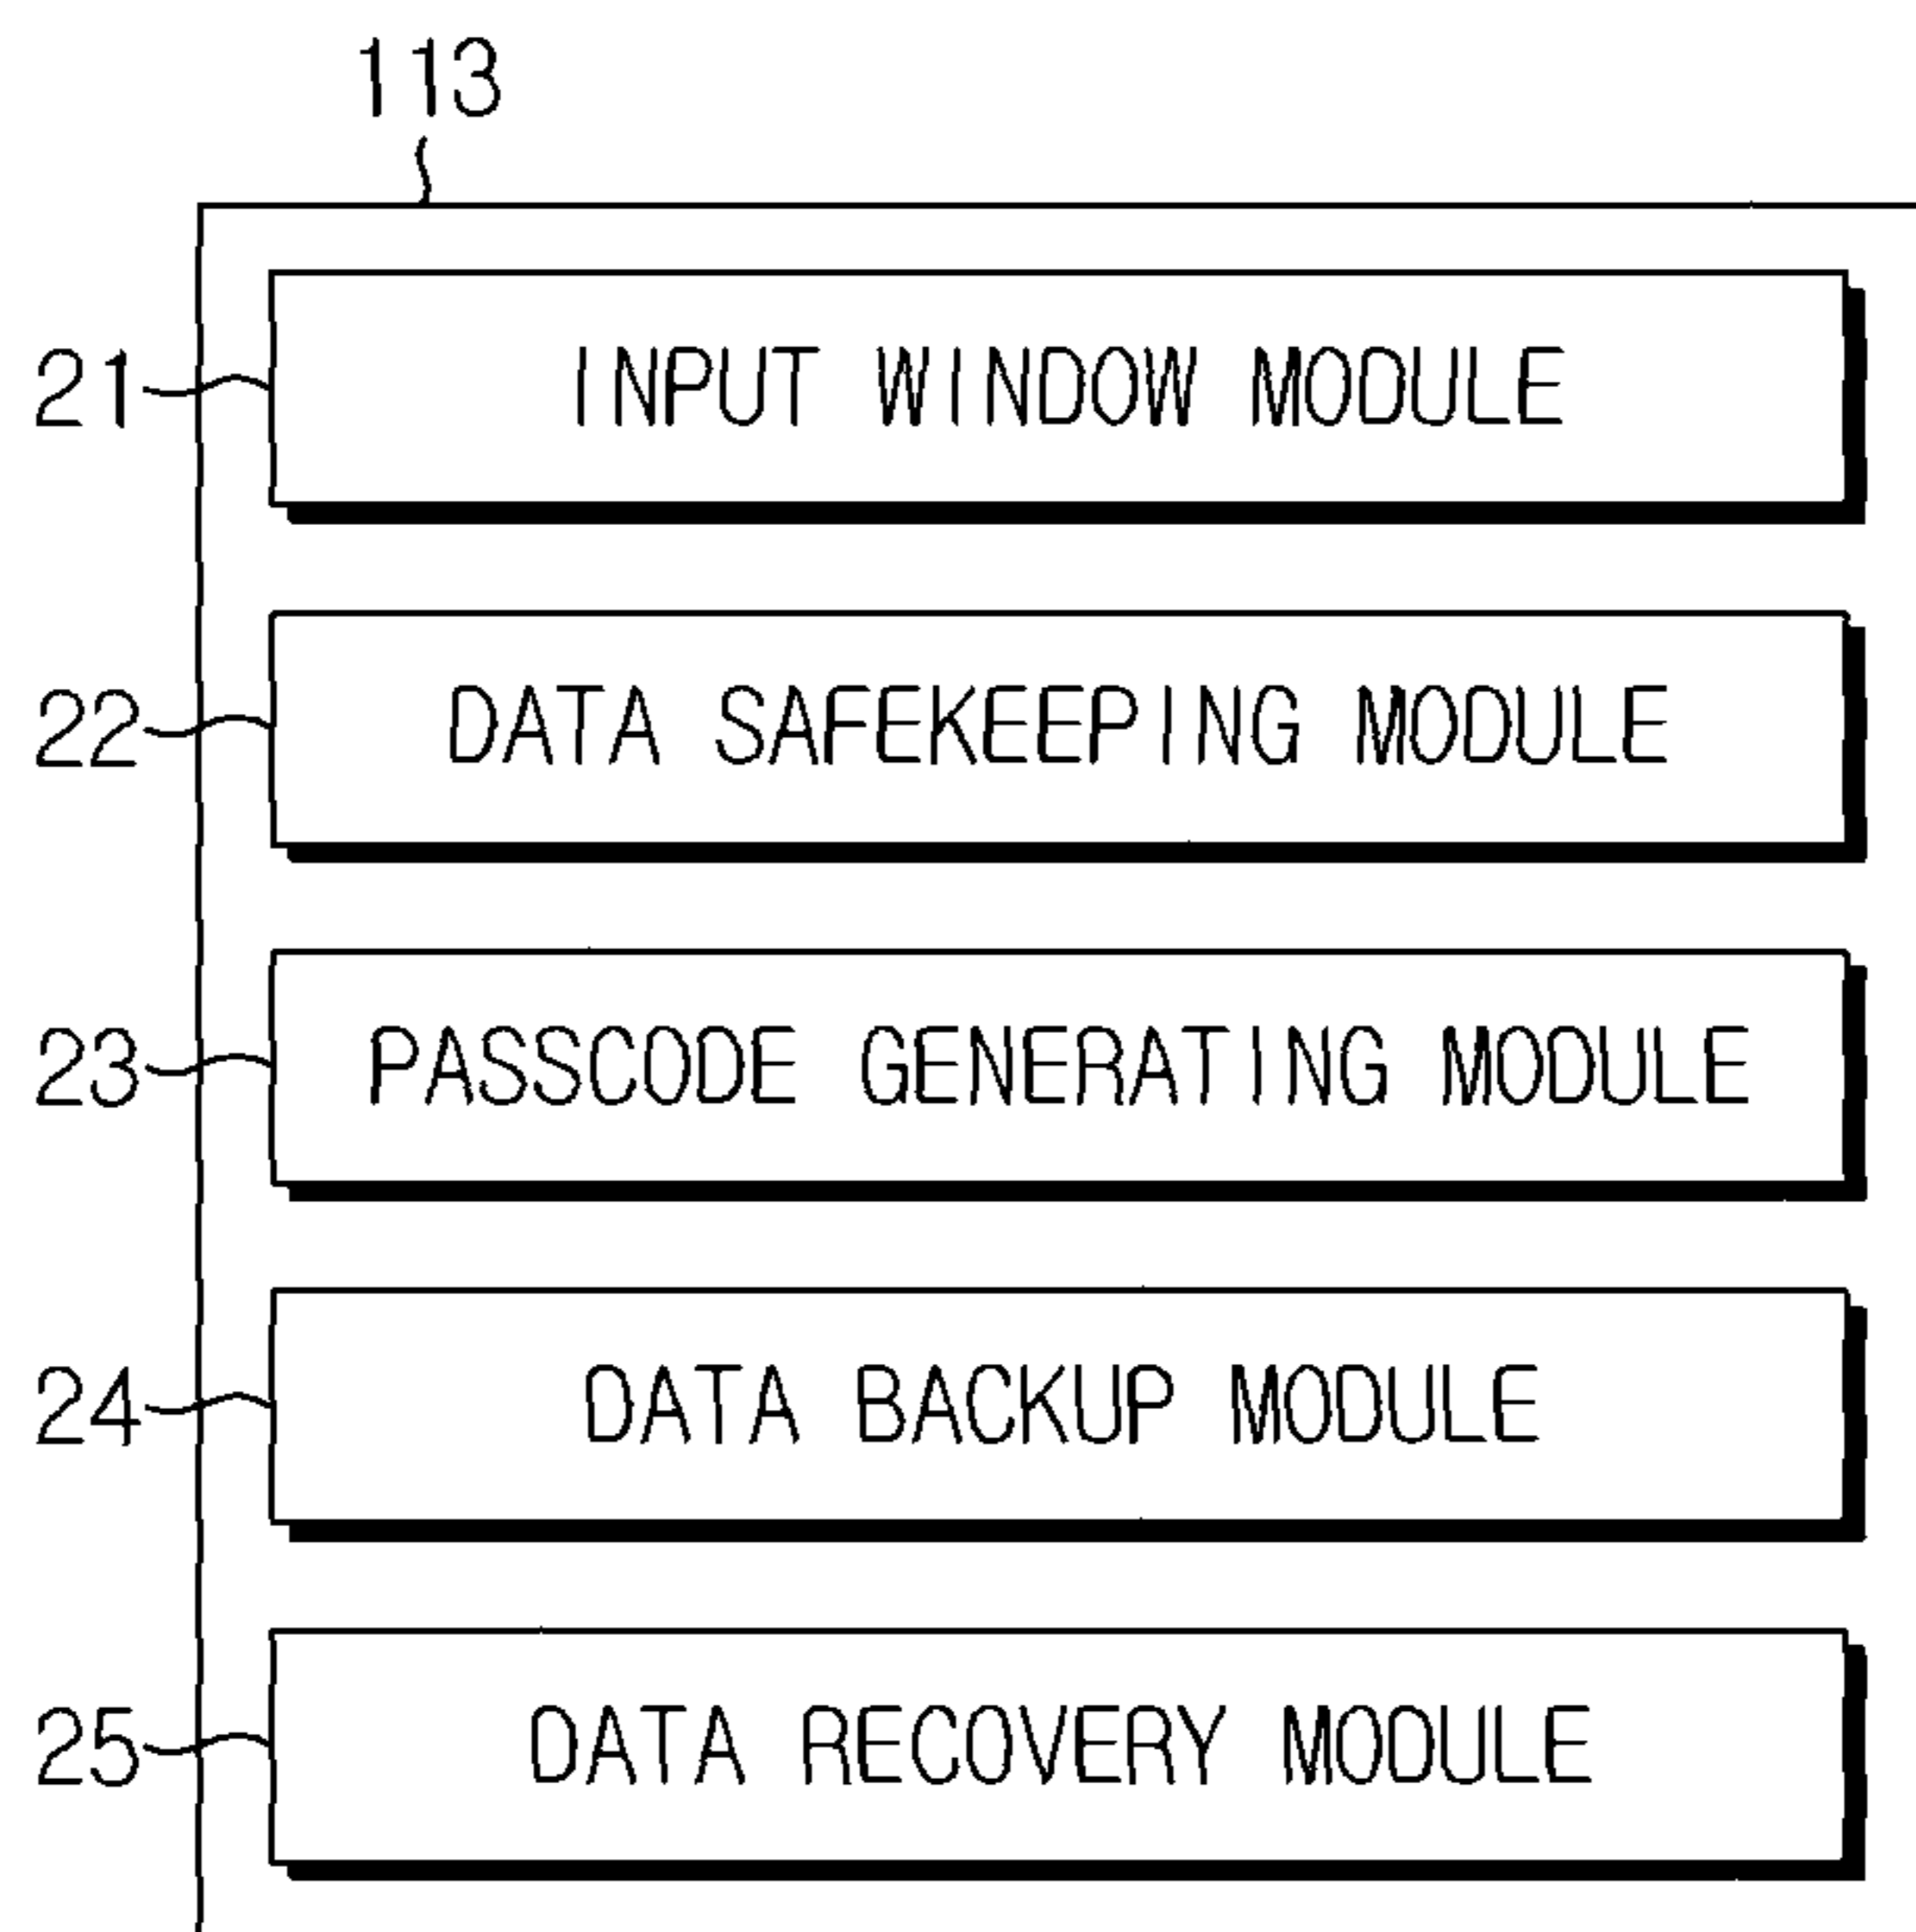 113
21 INPUT WINDOW MODULE
22 DATA SAFEKEEPING MODULE
23 PASSCODE GENERATING MODULE
24 DATA BACKUP MODULE
25 DATA RECOVERY MODULE